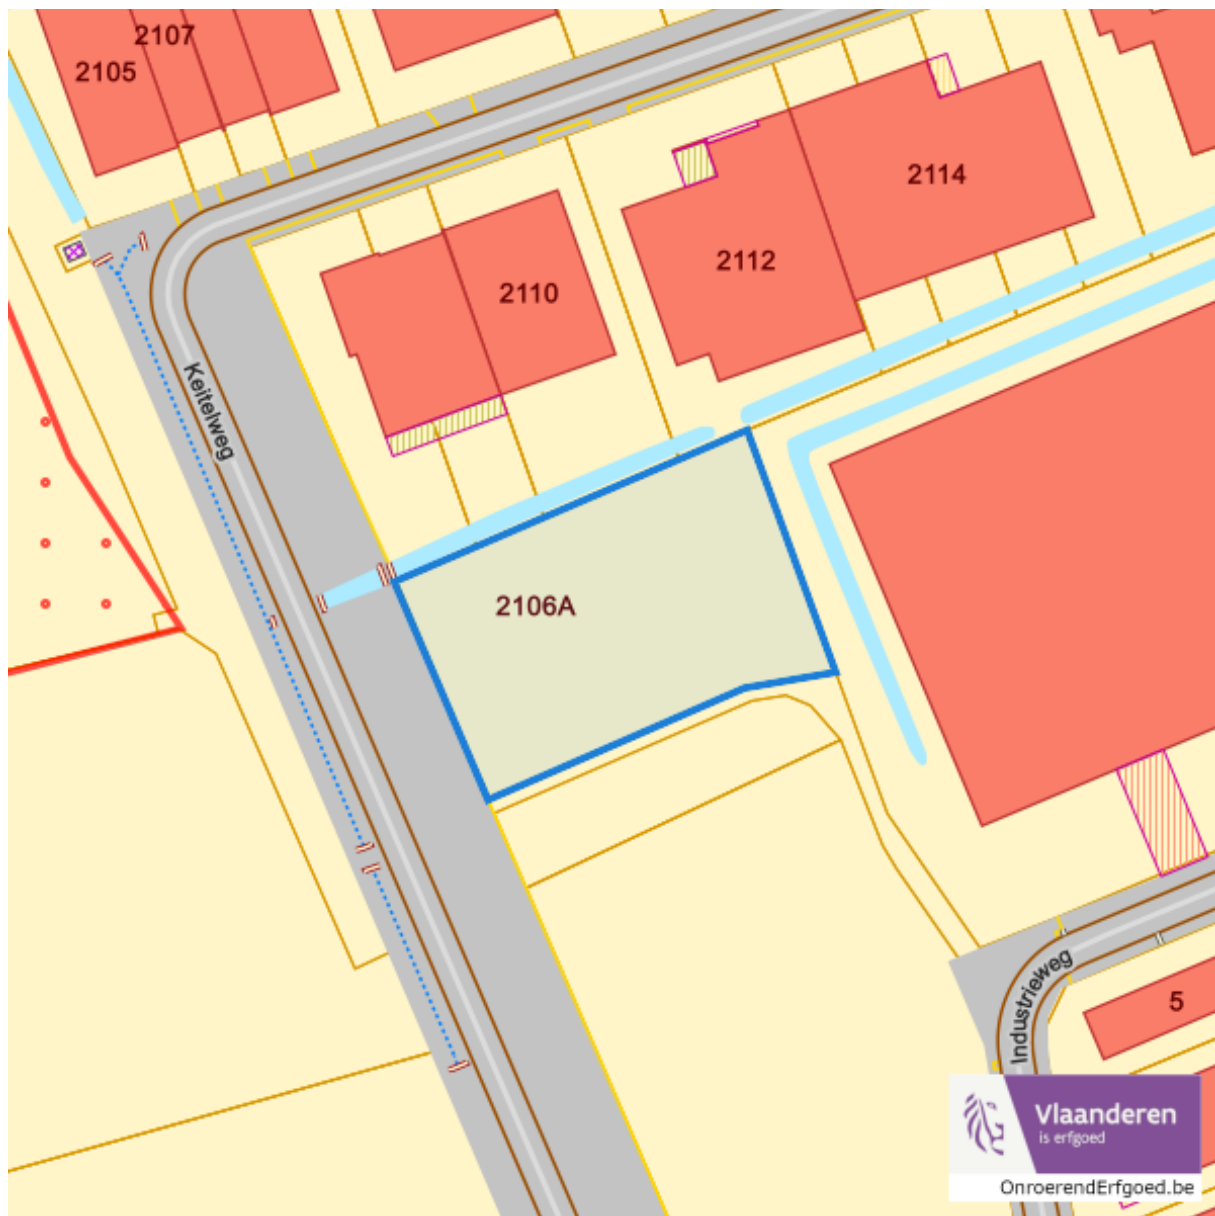 2107
2105
2114
2112
2110
Keitelweg
2106A
Industrieweg
5
Vlaanderen
is erfgoed
OnroerendErfgoed.be